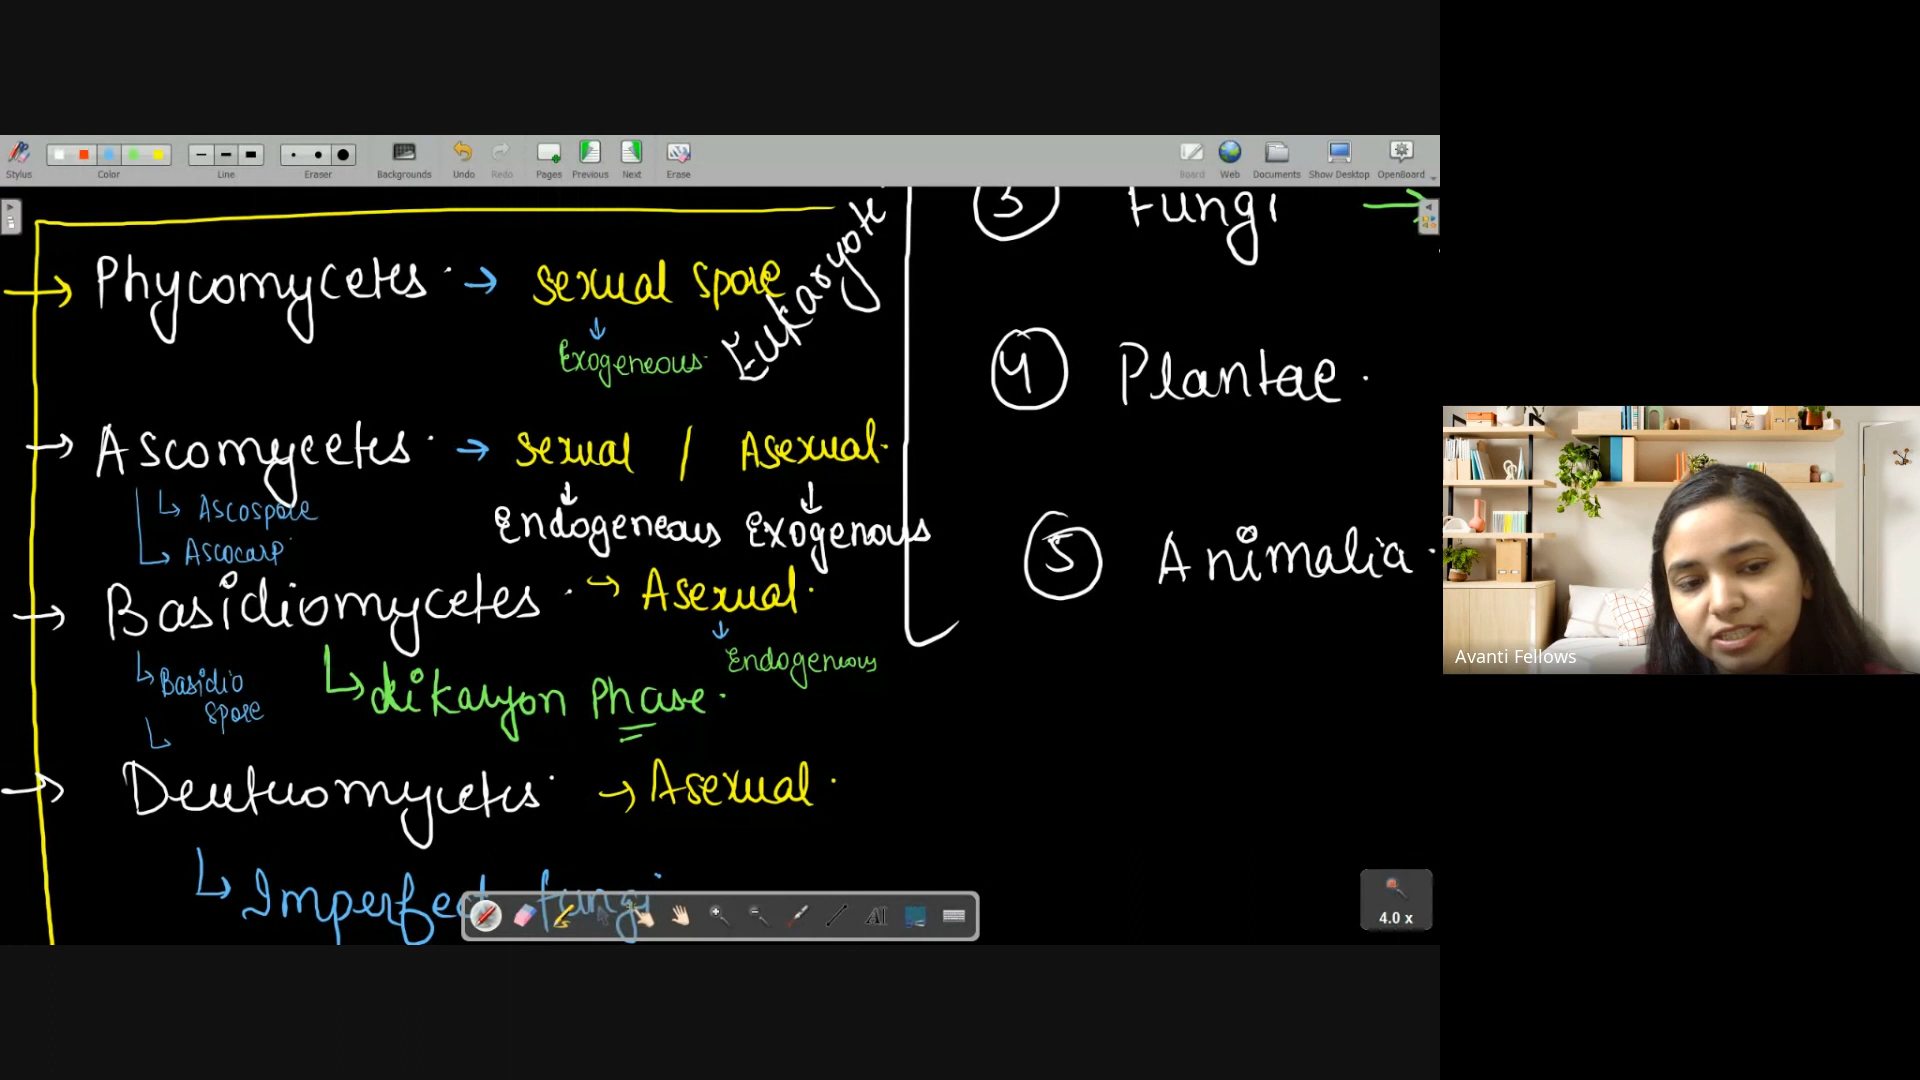 Stylus
Color
Line
Eraser
Backgrounds
Undo
Redo
Pages
Previous
Next
Erase
Board
Web
Documents
Show Desktop
OpenBoard
Phycomycetes → Sexual Spore
Exogeneous
Eukaryote
→ Ascomycetes → Sexual / Asexual
Endogeneous Exogenous
Ascospore
Ascocarp
→ Basidiomycetes → Asexual
Endogenous
Basidio
spore
dikaryon Phase
→ Deuteromycetes → Asexual
Imperfect fungi
3 Fungi →
4 Plantae
5 Animalia
Avanti Fellows
4.0 x